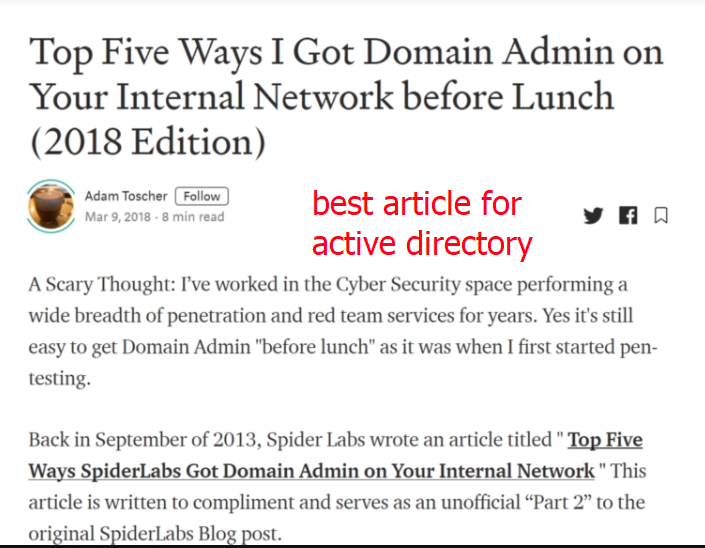 Top Five Ways I Got Domain Admin on
Your Internal Network before Lunch
(2018 Edition)
Adam Toscher Follow
Mar 9, 2018 · 8 min read
best article for
active directory
A Scary Thought: I’ve worked in the Cyber Security space performing a
wide breadth of penetration and red team services for years. Yes it's still
easy to get Domain Admin "before lunch" as it was when I first started pen-
testing.
Back in September of 2013, Spider Labs wrote an article titled " Top Five
Ways SpiderLabs Got Domain Admin on Your Internal Network " This
article is written to compliment and serves as an unofficial “Part 2” to the
original SpiderLabs Blog post.